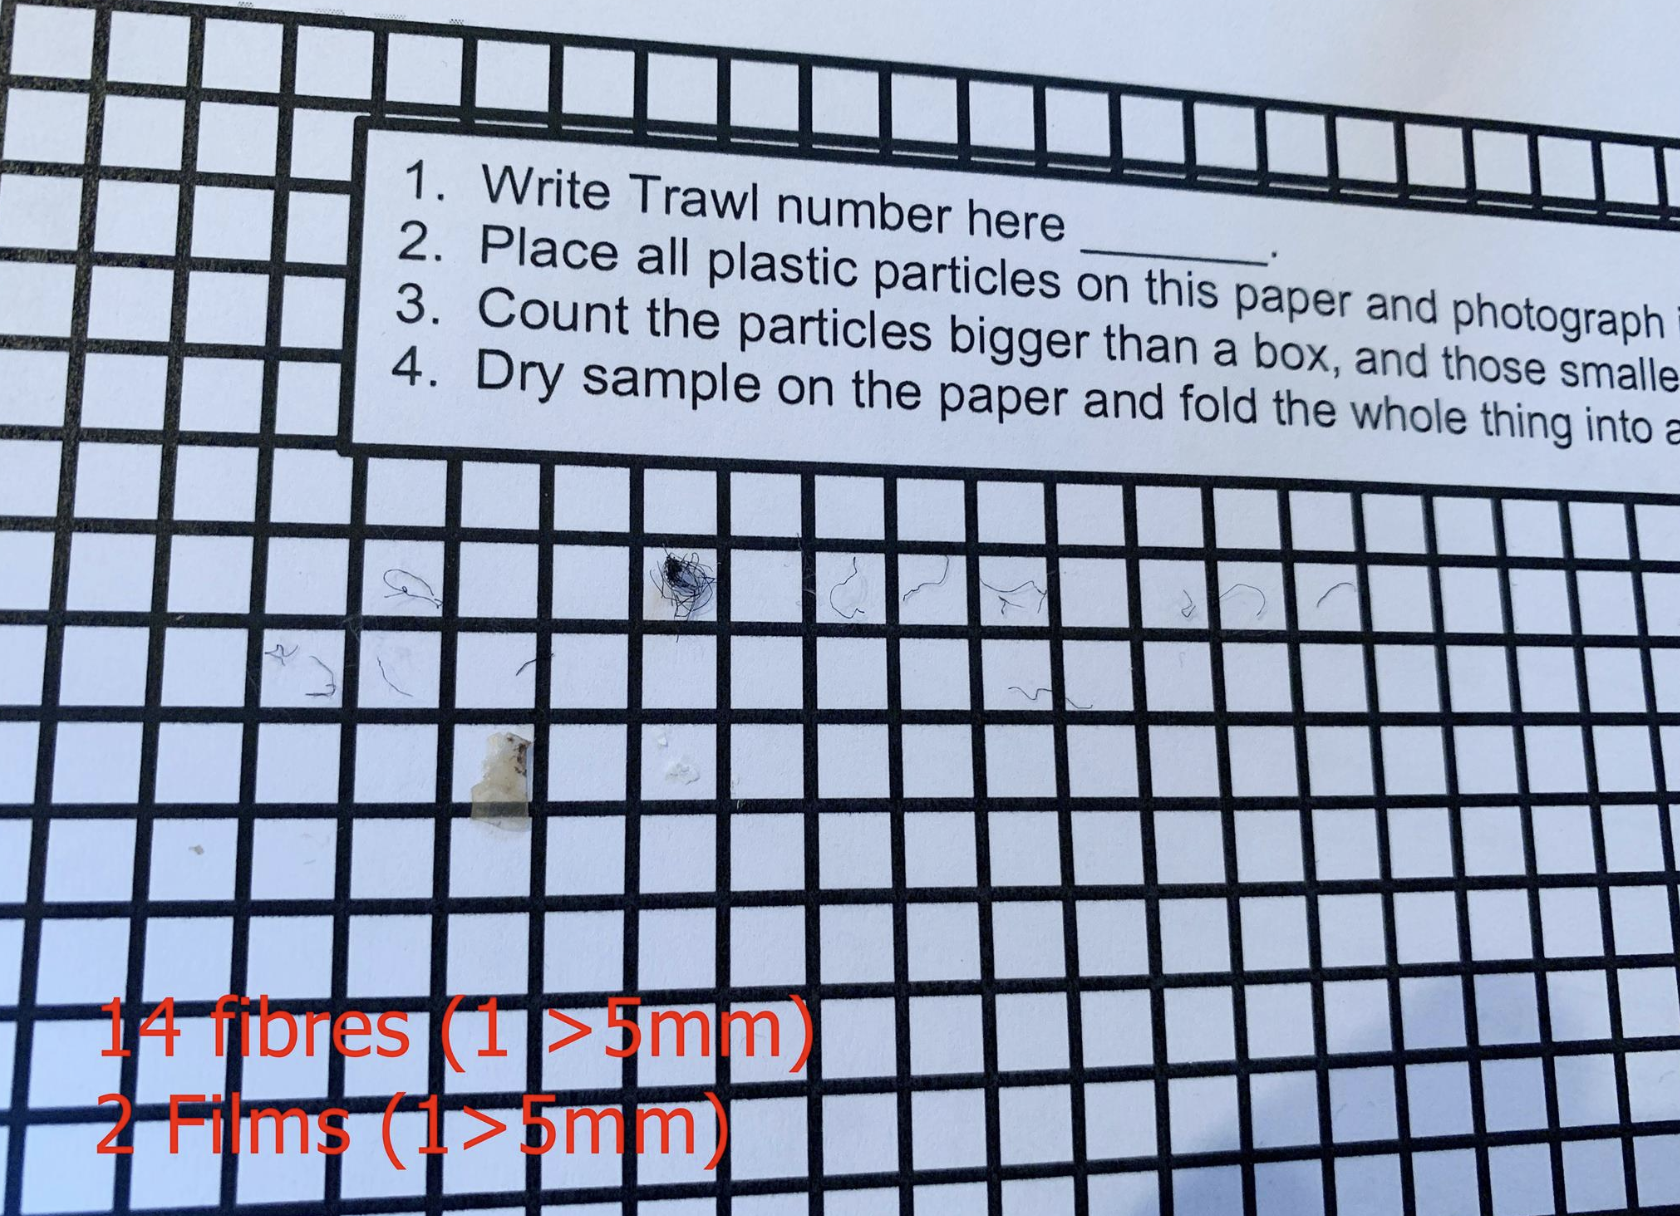 1. Write Trawl number here ________.
2. Place all plastic particles on this paper and photograph
3. Count the particles bigger than a box, and those smalle
4. Dry sample on the paper and fold the whole thing into a
14 fibres (1 >5mm)
2 Films (1>5mm)